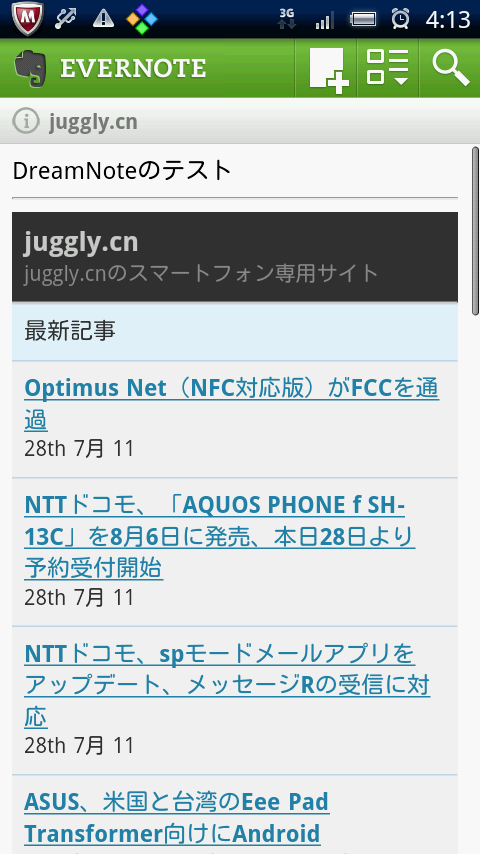 3G 4:13
EVERNOTE
juggly.cn
DreamNoteのテスト
juggly.cn
juggly.cnのスマートフォン専用サイト
最新記事
Optimus Net（NFC対応版）がFCCを通
過
28th 7月 11
NTTドコモ、「AQUOS PHONE f SH-
13C」を8月6日に発売、本日28日より
予約受付開始
28th 7月 11
NTTドコモ、spモードメールアプリを
アップデート、メッセージRの受信に対
応
28th 7月 11
ASUS、米国と台湾のEee Pad
Transformer向けにAndroid